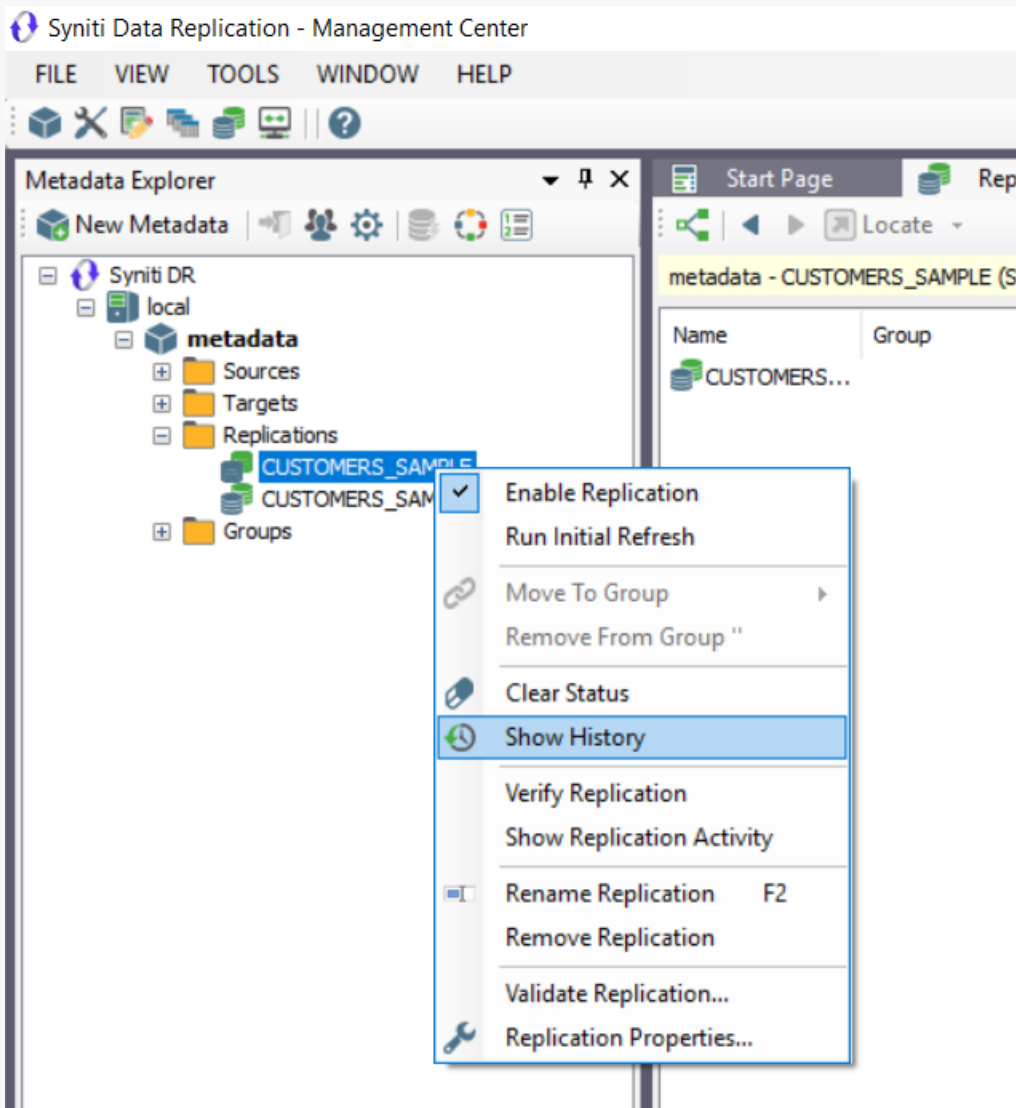 Syniti Data Replication - Management Center
FILE VIEW TOOLS WINDOW HELP
Metadata Explorer
New Metadata
Syniti DR
local
metadata
Sources
Targets
Replications
CUSTOMERS_SAMPLE
CUSTOMERS_SAM
Groups
Start Page Rep
Locate
metadata - CUSTOMERS_SAMPLE (S
Name Group
CUSTOMERS...
Enable Replication
Run Initial Refresh
Move To Group
Remove From Group ''
Clear Status
Show History
Verify Replication
Show Replication Activity
Rename Replication F2
Remove Replication
Validate Replication...
Replication Properties...